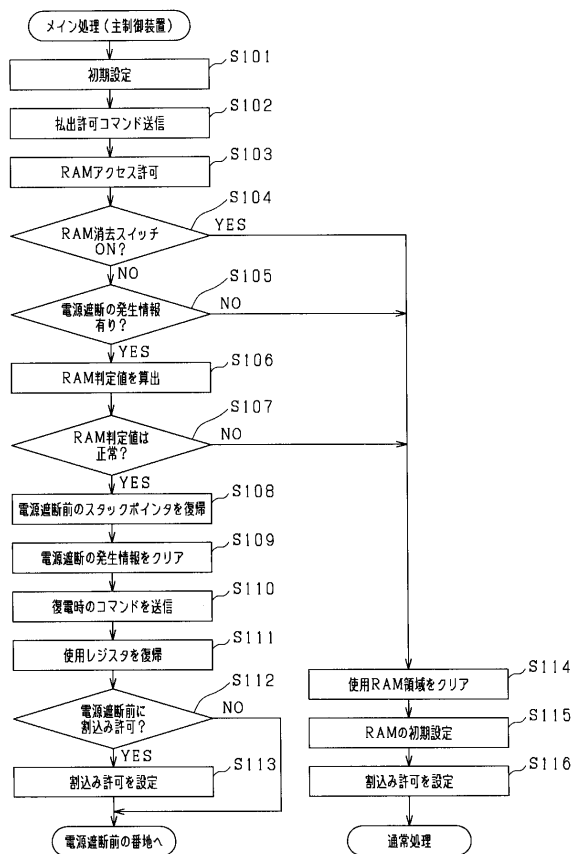 メイン処理(主制御装置)
S101
初期設定
S102
払出許可コマンド送信
S103
RAMアクセス許可
S104
RAM消去スイッチ
ON?
YES
NO
S105
電源遮断の発生情報
有り?
NO
YES
S106
RAM判定値を算出
S107
RAM判定値は
正常?
NO
YES
S108
電源遮断前のスタックポインタを復帰
S109
電源遮断の発生情報をクリア
S110
復電時のコマンドを送信
S111
使用レジスタを復帰
S112
電源遮断前に
割込み許可?
NO
YES
S113
割込み許可を設定
電源遮断前の番地へ
S114
使用RAM領域をクリア
S115
RAMの初期設定
S116
割込み許可を設定
通常処理